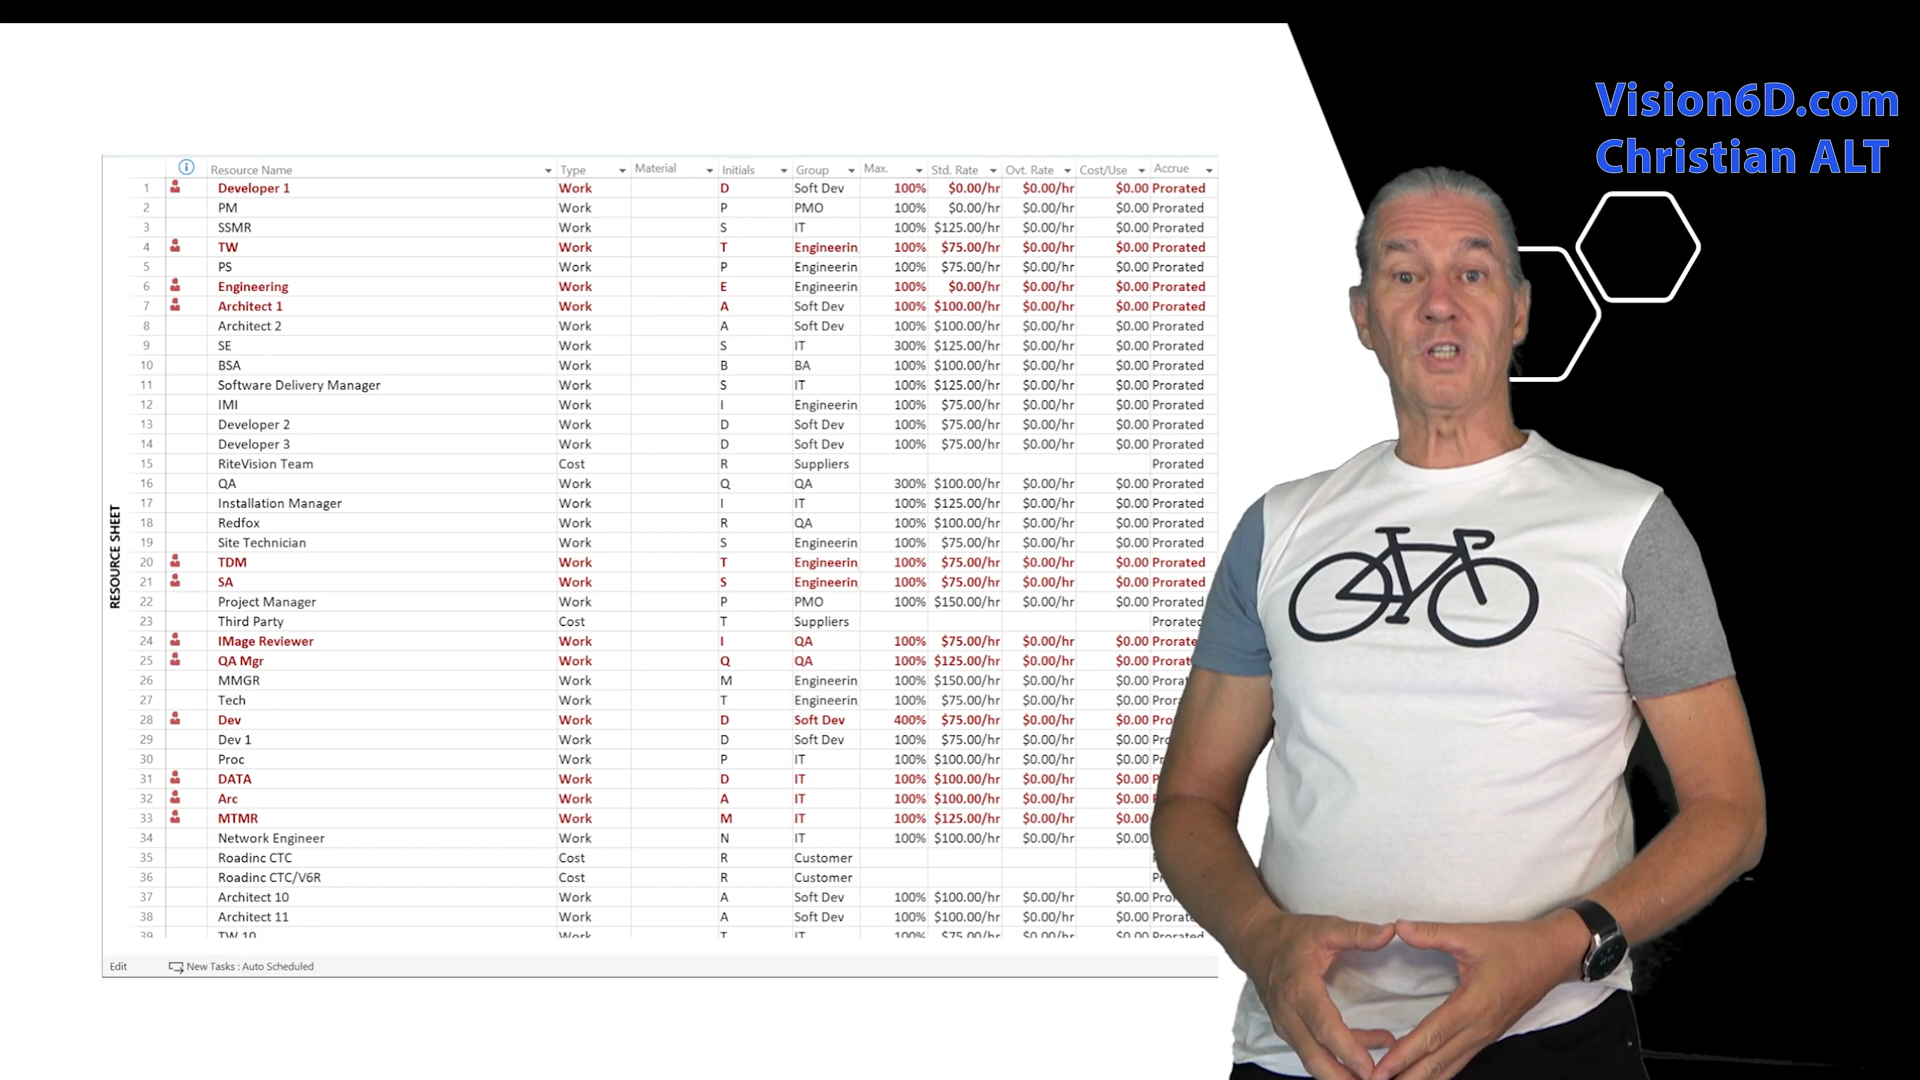 Vision6D.com
Christian ALT
Resource Name Type Material Initials Group Max. Std. Rate Ovt. Rate Cost/Use Accrue
1 Developer 1 Work D Soft Dev 100% $0.00/hr $0.00/hr $0.00 Prorated
2 PM Work P PMO 100% $0.00/hr $0.00/hr $0.00 Prorated
3 SSMR Work S IT 100% $125.00/hr $0.00/hr $0.00 Prorated
4 TW Work T Engineerin 100% $75.00/hr $0.00/hr $0.00 Prorated
5 PS Work P Engineerin 100% $75.00/hr $0.00/hr $0.00 Prorated
6 Engineering Work E Engineerin 100% $0.00/hr $0.00/hr $0.00 Prorated
7 Architect 1 Work A Soft Dev 100% $100.00/hr $0.00/hr $0.00 Prorated
8 Architect 2 Work A Soft Dev 100% $100.00/hr $0.00/hr $0.00 Prorated
9 SE Work S IT 300% $125.00/hr $0.00/hr $0.00 Prorated
10 BSA Work B BA 100% $100.00/hr $0.00/hr $0.00 Prorated
11 Software Delivery Manager Work S IT 100% $125.00/hr $0.00/hr $0.00 Prorated
12 IMI Work I Engineerin 100% $75.00/hr $0.00/hr $0.00 Prorated
13 Developer 2 Work D Soft Dev 100% $75.00/hr $0.00/hr $0.00 Prorated
14 Developer 3 Work D Soft Dev 100% $75.00/hr $0.00/hr $0.00 Prorated
15 RiteVision Team Cost R Suppliers Prorated
16 QA Work Q QA 300% $100.00/hr $0.00/hr $0.00 Prorated
17 Installation Manager Work I IT 100% $125.00/hr $0.00/hr $0.00 Prorated
18 Redfox Work R QA 100% $100.00/hr $0.00/hr $0.00 Prorated
19 Site Technician Work S Engineerin 100% $75.00/hr $0.00/hr $0.00 Prorated
20 TDM Work T Engineerin 100% $75.00/hr $0.00/hr $0.00 Prorated
21 SA Work S Engineerin 100% $75.00/hr $0.00/hr $0.00 Prorated
22 Project Manager Work P PMO 100% $150.00/hr $0.00/hr $0.00 Prorated
23 Third Party Cost T Suppliers Prorated
24 IMage Reviewer Work I QA 100% $75.00/hr $0.00/hr $0.00 Prorate
25 QA Mgr Work Q QA 100% $125.00/hr $0.00/hr $0.00 Prorat
26 MMGR Work M Engineerin 100% $150.00/hr $0.00/hr $0.00 Prora
27 Tech Work T Engineerin 100% $75.00/hr $0.00/hr $0.00 Pror
28 Dev Work D Soft Dev 400% $75.00/hr $0.00/hr $0.00 Pro
29 Dev 1 Work D Soft Dev 100% $75.00/hr $0.00/hr $0.00 Pro
30 Proc Work P IT 100% $100.00/hr $0.00/hr $0.00 P
31 DATA Work D IT 100% $100.00/hr $0.00/hr $0.00 P
32 Arc Work A IT 100% $100.00/hr $0.00/hr $0.00
33 MTMR Work M IT 100% $125.00/hr $0.00/hr $0.00
34 Network Engineer Work N IT 100% $100.00/hr $0.00/hr $0.00
35 Roadinc CTC Cost R Customer
36 Roadinc CTC/V6R Cost R Customer
37 Architect 10 Work A Soft Dev 100% $100.00/hr $0.00/hr $0.00 Pro
38 Architect 11 Work A Soft Dev 100% $100.00/hr $0.00/hr $0.00 Prorat
39 TW 10 Work T IT 100% $75.00/hr $0.00/hr $0.00 Prorated
RESOURCE SHEET
Edit New Tasks : Auto Scheduled